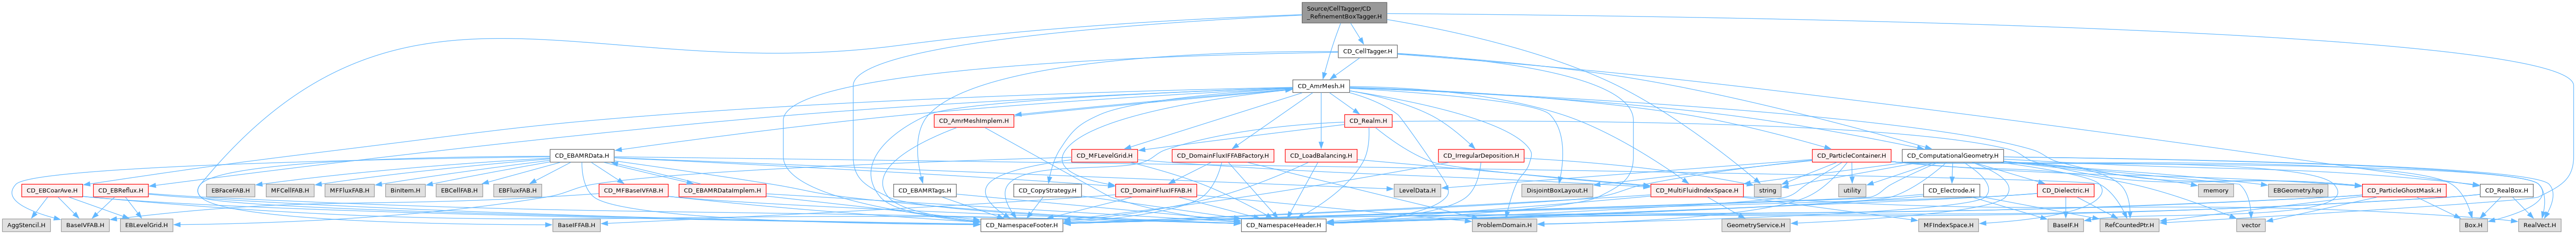 Source/CellTagger/CD
_RefinementBoxTagger.H
CD_CellTagger.H
CD_AmrMesh.H
CD_AmrMeshImplem.H
CD_Realm.H
CD_EBAMRData.H
CD_MFLevelGrid.H
CD_DomainFluxIFFABFactory.H
CD_LoadBalancing.H
CD_IrregularDeposition.H
CD_ParticleContainer.H
CD_ComputationalGeometry.H
CD_EBCoarAve.H
CD_EBReflux.H
EBFaceFAB.H
MFCellFAB.H
MFFluxFAB.H
BinItem.H
EBCellFAB.H
EBFluxFAB.H
CD_MFBaseIVFAB.H
CD_EBAMRDataImplem.H
CD_EBAMRTags.H
CD_CopyStrategy.H
CD_DomainFluxIFFAB.H
LevelData.H
DisjointBoxLayout.H
CD_MultiFluidIndexSpace.H
string
utility
CD_Electrode.H
CD_Dielectric.H
memory
EBGeometry.hpp
CD_ParticleGhostMask.H
CD_RealBox.H
AggStencil.H
BaseIVFAB.H
EBLevelGrid.H
BaseIFFAB.H
CD_NamespaceFooter.H
CD_NamespaceHeader.H
ProblemDomain.H
GeometryService.H
MFIndexSpace.H
BaseIF.H
RefCountedPtr.H
vector
Box.H
RealVect.H